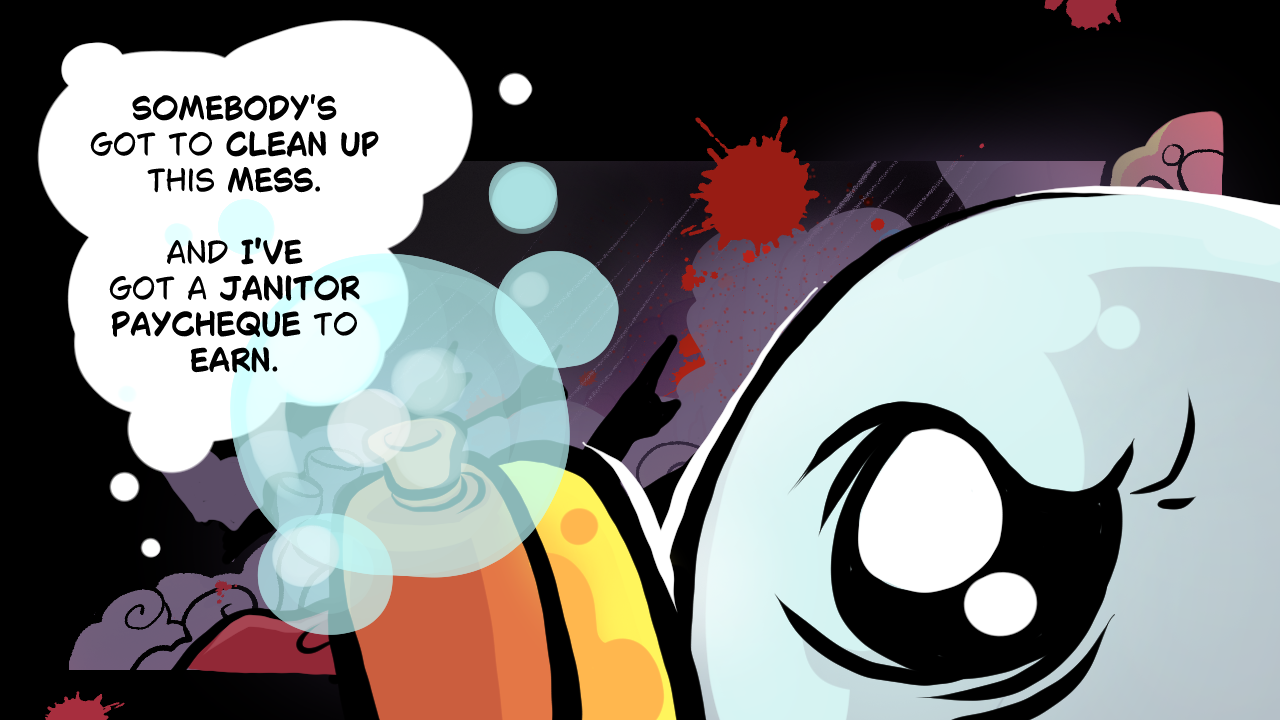 SOMEBODY'S
GOT TO CLEAN UP
THIS MESS.
AND I'VE
GOT A JANITOR
PAYCHEQUE TO
EARN.